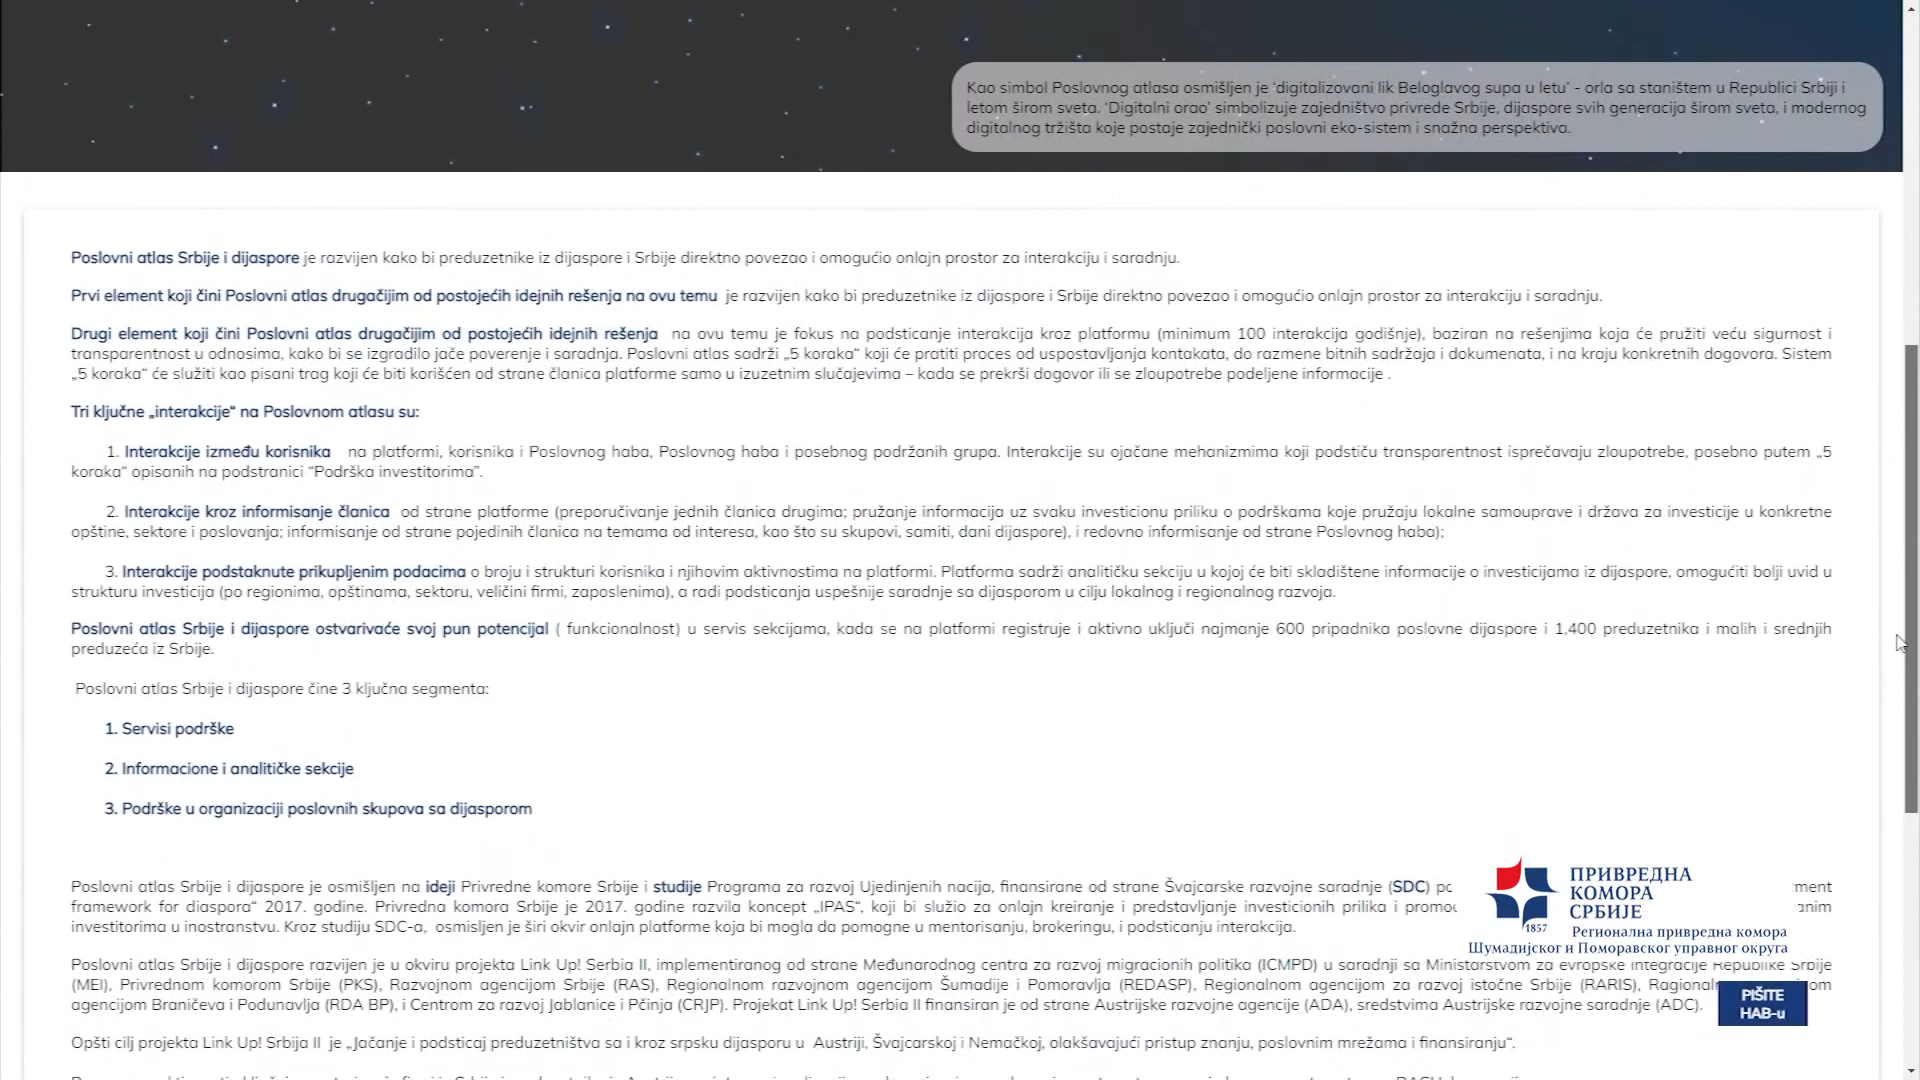 Kao simbol Poslovnog atlasa osmišljen je ‘digitalizovani lik Beloglavog supa u letu’ - orla sa staništem u Republici Srbiji i
letom širom sveta. ‘Digitalni orao’ simbolizuje zajedništvo privrede Srbije, dijaspore svih generacija širom sveta, i modernog
digitalnog tržišta koje postaje zajednički poslovni eko-sistem i snažna perspektiva.
Poslovni atlas Srbije i dijaspore je razvijen kako bi preduzetnike iz dijaspore i Srbije direktno povezao i omogućio onlajn prostor za interakciju i saradnju.
Prvi element koji čini Poslovni atlas drugačijim od postojećih idejnih rešenja na ovu temu je razvijen kako bi preduzetnike iz dijaspore i Srbije direktno povezao i omogućio onlajn prostor za interakciju i saradnju.
Drugi element koji čini Poslovni atlas drugačijim od postojećih idejnih rešenja na ovu temu je fokus na podsticanje interakcija kroz platformu (minimum 100 interakcija godišnje), baziran na rešenjima koja će pružiti veću sigurnost i
transparentnost u odnosima, kako bi se izgradilo jače poverenje i saradnja. Poslovni atlas sadrži „5 koraka“ koji će pratiti proces od uspostavljanja kontakata, do razmene bitnih sadržaja i dokumenata, i na kraju konkretnih dogovora. Sistem
„5 koraka“ će služiti kao pisani trag koji će biti korišćen od strane članica platforme samo u izuzetnim slučajevima – kada se prekrši dogovor ili se zloupotrebe podeljene informacije .
Tri ključne „interakcije“ na Poslovnom atlasu su:
1. Interakcije između korisnika na platformi, korisnika i Poslovnog haba, Poslovnog haba i posebnog podržanih grupa. Interakcije su ojačane mehanizmima koji podstiču transparentnost isprečavaju zloupotrebe, posebno putem „5
koraka“ opisanih na podstranici “Podrška investitorima”.
2. Interakcije kroz informisanje članica od strane platforme (preporučivanje jednih članica drugima; pružanje informacija uz svaku investicionu priliku o podrškama koje pružaju lokalne samouprave i država za investicije u konkretne
opštine, sektore i poslovanja; informisanje od strane pojedinih članica na temama od interesa, kao što su skupovi, samiti, dani dijaspore), i redovno informisanje od strane Poslovnog haba);
3. Interakcije podstaknute prikupljenim podacima o broju i strukturi korisnika i njihovim aktivnostima na platformi. Platforma sadrži analitičku sekciju u kojoj će biti skladištene informacije o investicijama iz dijaspore, omogućiti bolji uvid u
strukturu investicija (po regionima, opštinama, sektoru, veličini firmi, zaposlenima), a radi podsticanja uspešnije saradnje sa dijasporom u cilju lokalnog i regionalnog razvoja.
Poslovni atlas Srbije i dijaspore ostvarivaće svoj pun potencijal ( funkcionalnost) u servis sekcijama, kada se na platformi registruje i aktivno uključi najmanje 600 pripadnika poslovne dijaspore i 1,400 preduzetnika i malih i srednjih
preduzeća iz Srbije.
Poslovni atlas Srbije i dijaspore čine 3 ključna segmenta:
1. Servisi podrške
2. Informacione i analitičke sekcije
3. Podrške u organizaciji poslovnih skupova sa dijasporom
Poslovni atlas Srbije i dijaspore je osmišljen na ideji Privredne komore Srbije i studije Programa za razvoj Ujedinjenih nacija, finansirane od strane Švajcarske razvojne saradnje (SDC)
framework for diaspora“ 2017. godine. Privredna komora Srbije je 2017. godine razvila koncept „IPAS“, koji bi služio za onlajn kreiranje i predstavljanje investicionih prilika i
investitorima u inostranstvu. Kroz studiju SDC-a, osmisljen je širi okvir onlajn platforme koja bi mogla da pomogne u mentorisanju, brokeringu, i podsticanju interakcija.
ПРИВРЕДНА
КОМОРА
СРБИЈЕ
1857
Регионална привредна комора
Шумадијског и Поморавског управног округа
Poslovni atlas Srbije i dijaspore razvijen je u okviru projekta Link Up! Serbia II, implementiranog od strane Međunarodnog centra za razvoj migracionih politika (ICMPD) u saradnji sa Ministarstvom za evropske integracije Republike Srbije
(MEI), Privrednom komorom Srbije (PKS), Razvojnom agencijom Srbije (RAS), Regionalnom razvojnom agencijom Šumadije i Pomoravlja (REDASP), Regionalnom agencijom za razvoj istočne Srbije (RARIS),
agencijom Braničeva i Podunavlja (RDA BP), i Centrom za razvoj Jablanice i Pčinja (CRJP). Projekat Link Up! Serbia II finansiran je od strane Austrijske razvojne agencije (ADA), sredstvima Austrijske razvojne saradnje (ADC).
PIŠITE
HAB-u
Opšti cilj projekta Link Up! Srbija II je „Jačanje i podsticaj preduzetništva sa i kroz srpsku dijasporu u Austriji, Švajcarskoj i Nemačkoj, olakšavajući pristup znanju, poslovnim mrežama i finansiranju“.